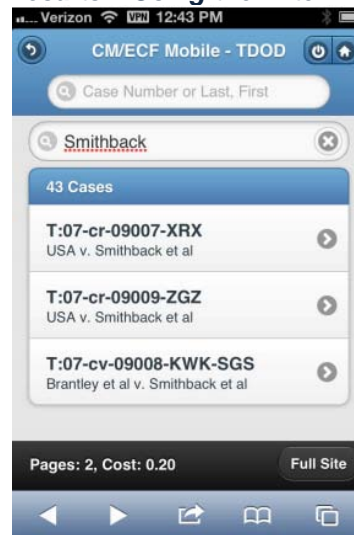 Verizon VPN 12:43 PM
CM/ECF Mobile - TDOD
Case Number or Last, First
Smithback
43 Cases
T:07-cr-09007-XRX
USA v. Smithback et al
T:07-cr-09009-ZGZ
USA v. Smithback et al
T:07-cv-09008-KWK-SGS
Brantley et al v. Smithback et al
Pages: 2, Cost: 0.20 Full Site